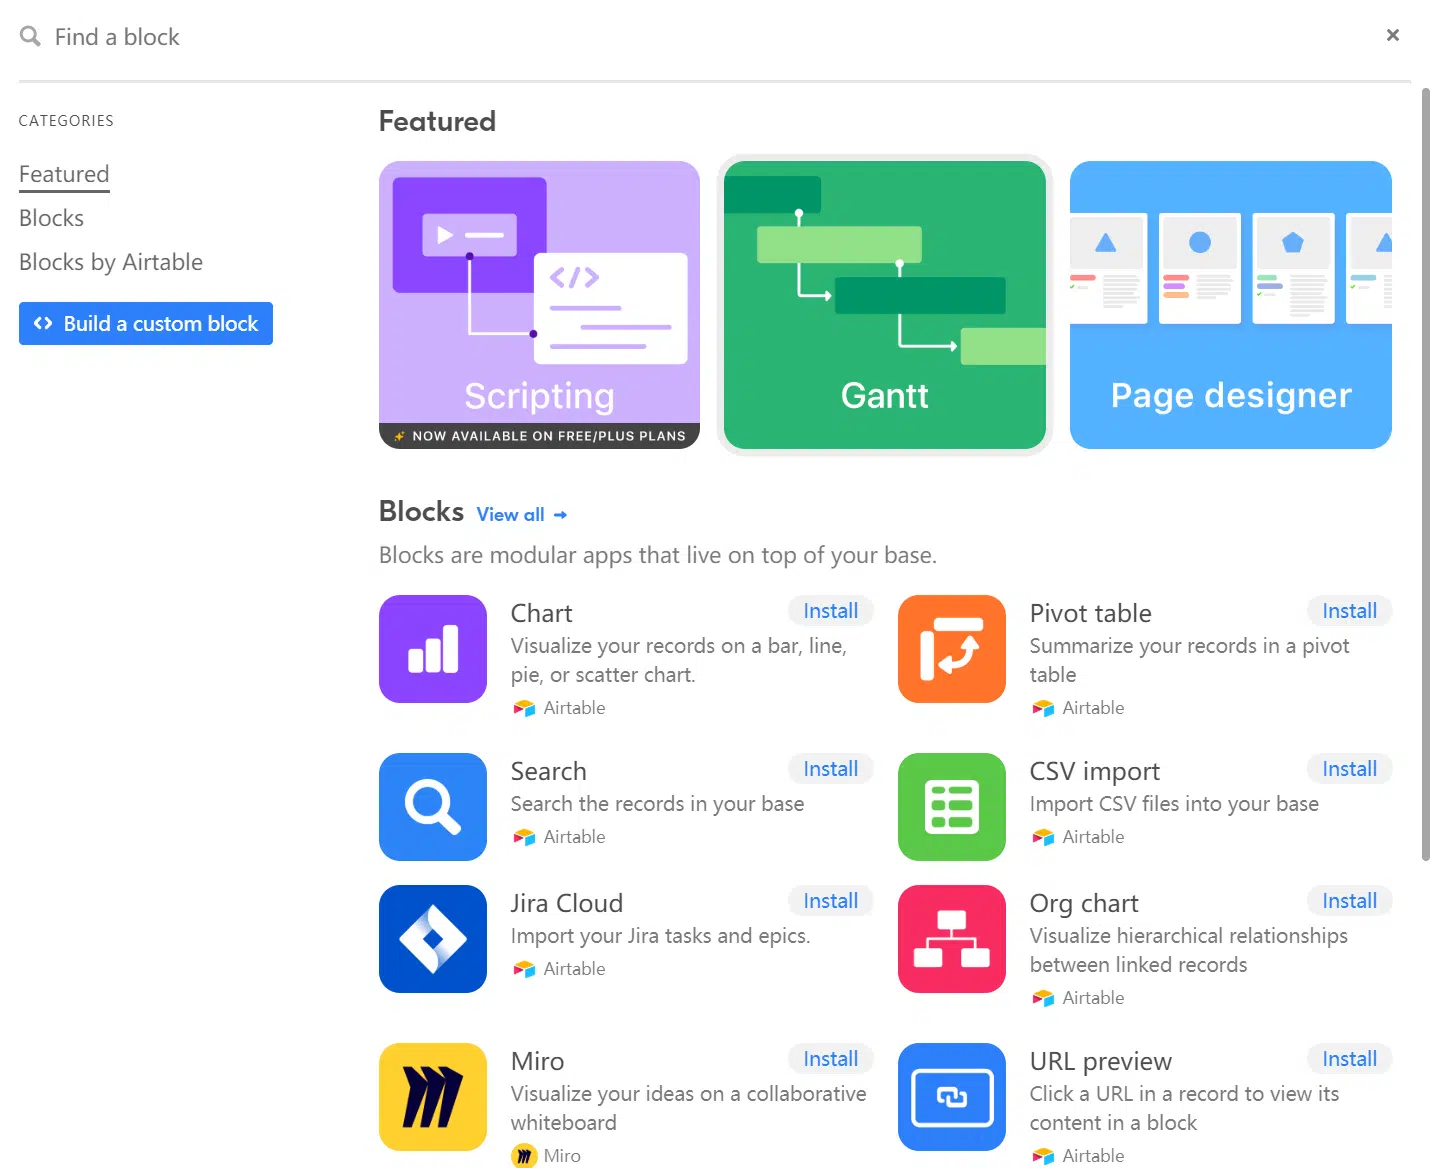 Find a block
CATEGORIES
Featured
Blocks
Blocks by Airtable
Build a custom block
Featured
Scripting
NOW AVAILABLE ON FREE/PLUS PLANS
Gantt
Page designer
Blocks View all →
Blocks are modular apps that live on top of your base.
Chart
Install
Visualize your records on a bar, line,
pie, or scatter chart.
Airtable
Pivot table
Install
Summarize your records in a pivot
table
Airtable
Search
Install
Search the records in your base
Airtable
CSV import
Install
Import CSV files into your base
Airtable
Jira Cloud
Install
Import your Jira tasks and epics.
Airtable
Org chart
Install
Visualize hierarchical relationships
between linked records
Airtable
Miro
Install
Visualize your ideas on a collaborative
whiteboard
Miro
URL preview
Install
Click a URL in a record to view its
content in a block
Airtable